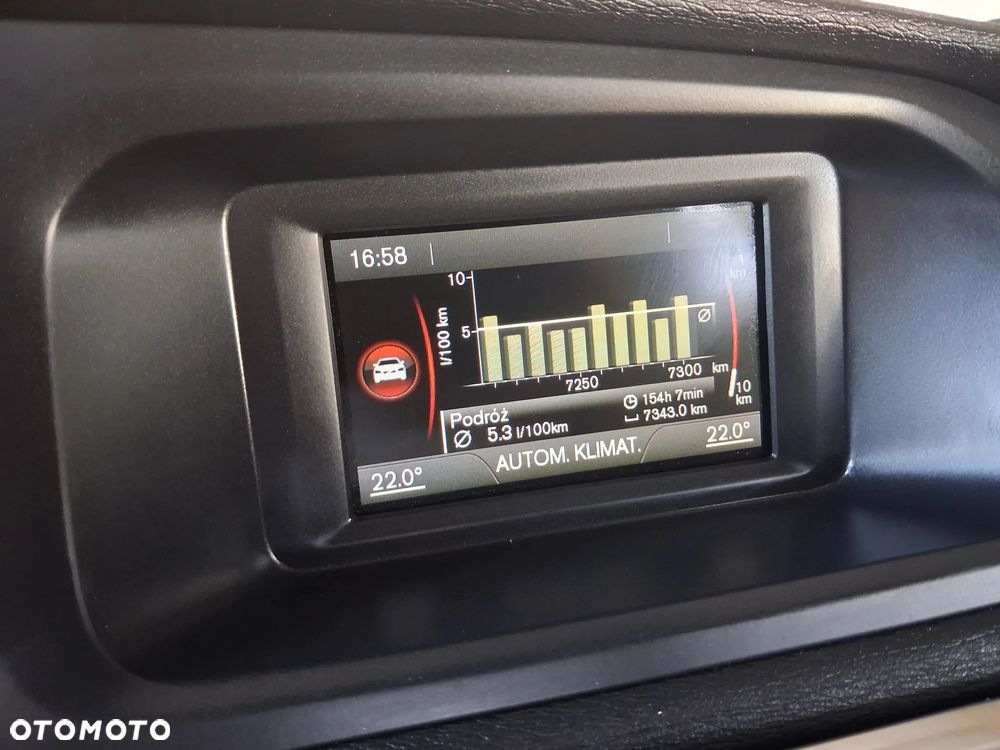 16:58
1
km
10
5
l/100 km
Ø
7250
7300
km
10
km
Podróż
154h 7min
Ø 5.3 l/100km
7343.0 km
22.0°
AUTOM. KLIMAT.
22.0°
OTOMOTO